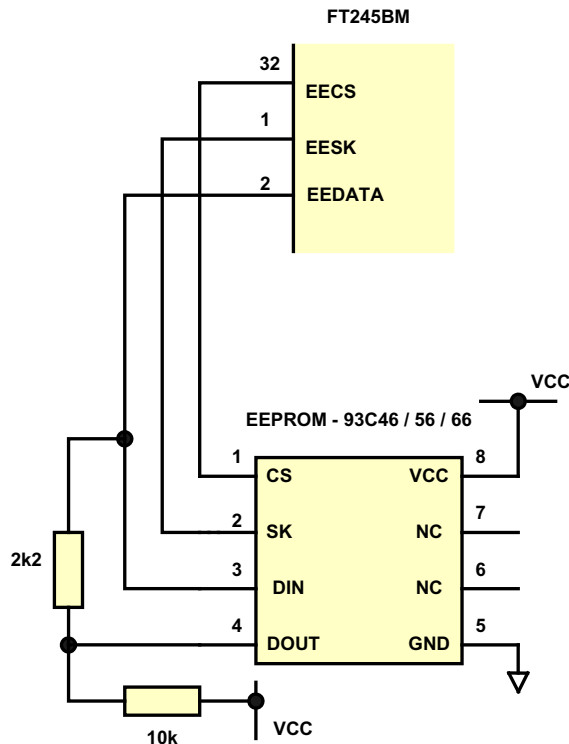 FT245BM
32
EECS
1
EESK
2
EEDATA
VCC
EEPROM - 93C46 / 56 / 66
1
CS
VCC
8
2
SK
NC
7
2k2
3
DIN
NC
6
4
DOUT
GND
5
10k
VCC